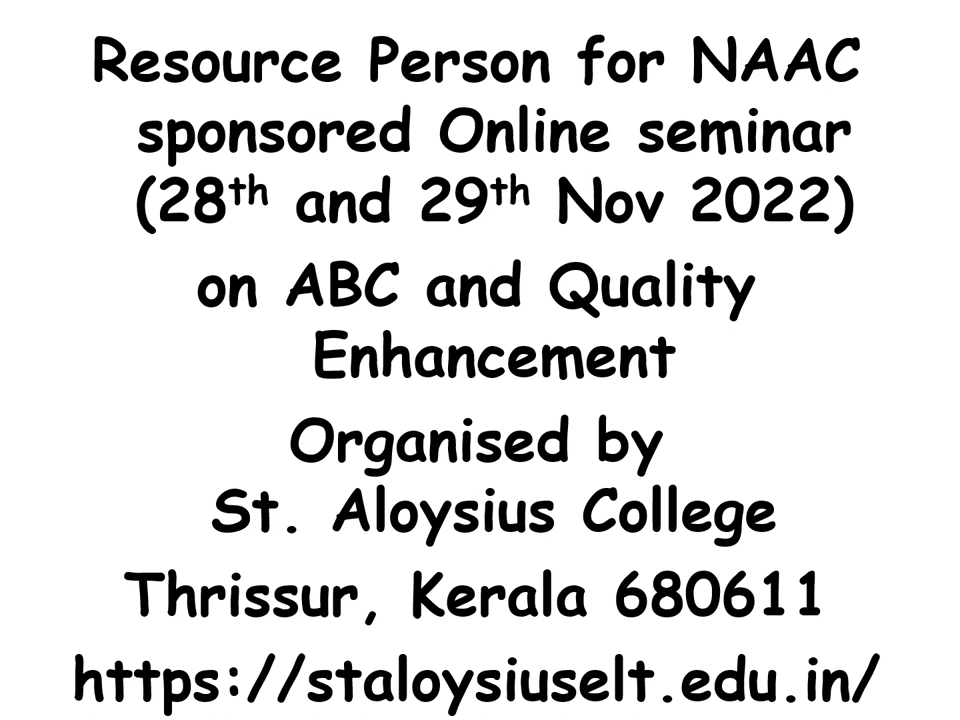 Resource Person for NAAC
sponsored Online seminar
(28th and 29th Nov 2022)
on ABC and Quality
Enhancement
Organised by
St. Aloysius College
Thrissur, Kerala 680611
https://staloysiuselt.edu.in/